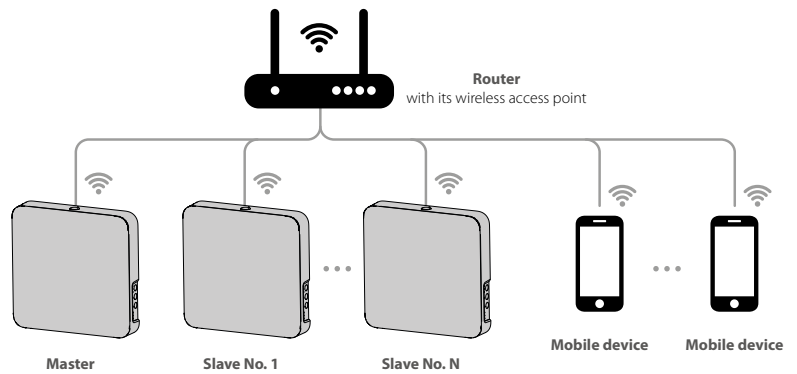 Router
with its wireless access point
Master
Slave No. 1
Slave No. N
Mobile device
Mobile device